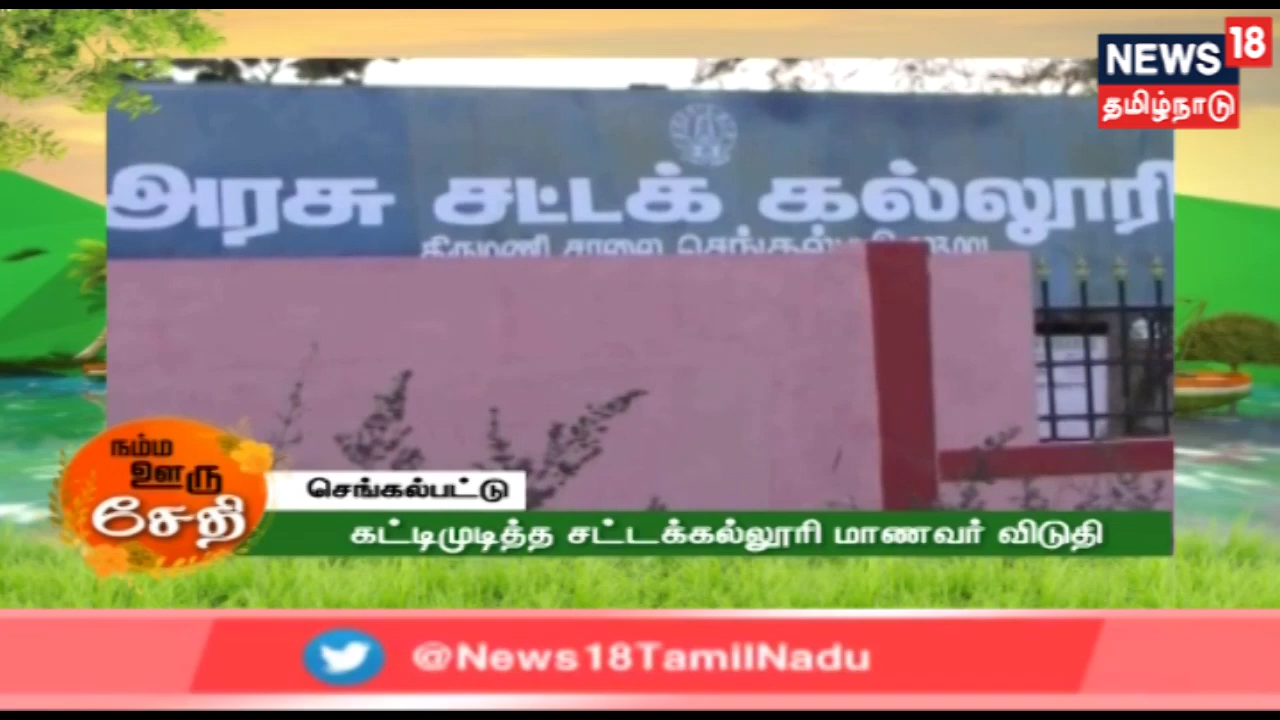 NEWS 18
தமிழ்நாடு
அரசு சட்டக் கல்லூரி
நம்ம
ஊரு
சேதி
செங்கல்பட்டு
கட்டிமுடித்த சட்டக்கல்லூரி மாணவர் விடுதி
@News18TamilNadu